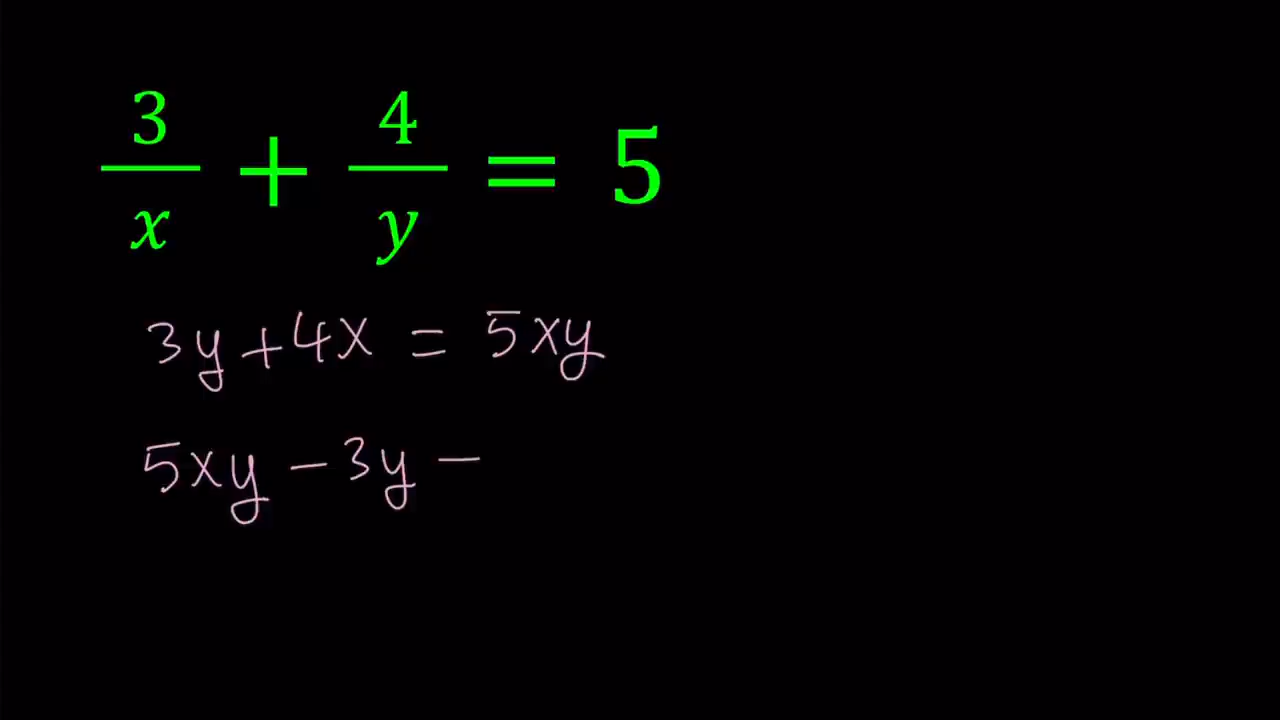 3/x + 4/y = 5
3y + 4x = 5xy
5xy - 3y -